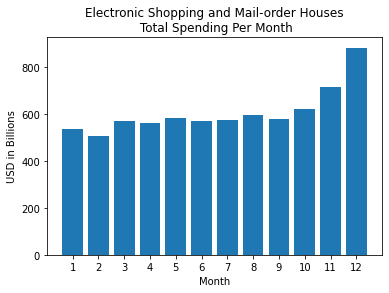 Electronic Shopping and Mail-order Houses
Total Spending Per Month
USD in Billions
800
600
400
200
0
1 2 3 4 5 6 7 8 9 10 11 12
Month